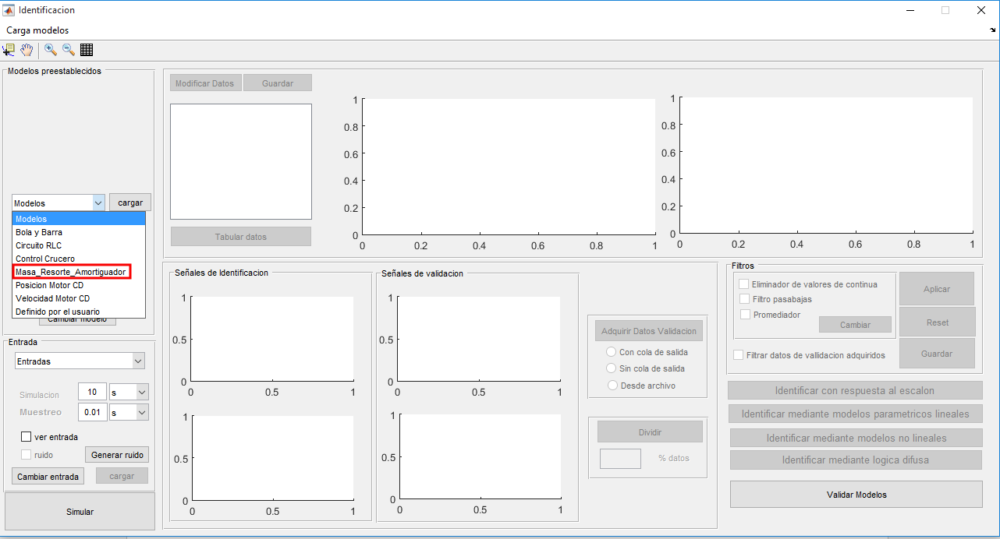 Identificacion
Carga modelos
Modelos preestablecidos
Modelos
cargar
Modelos
Bola y Barra
Circuito RLC
Control Crucero
Masa_Resorte_Amortiguador
Posicion Motor CD
Velocidad Motor CD
Definido por el usuario
Cambiar modelo
Entrada
Entradas
Simulacion
10
s
Muestreo
0.01
s
ver entrada
ruido
Generar ruido
Cambiar entrada
cargar
Simular
Modificar Datos
Guardar
Tabular datos
1
0.8
0.6
0.4
0.2
0
0 0.2 0.4 0.6 0.8 1
1
0.8
0.6
0.4
0.2
0
0 0.2 0.4 0.6 0.8 1
Señales de Identificacion
1
0.5
0
0 0.5 1
1
0.5
0
0 0.5 1
Señales de validacion
1
0.5
0
0 0.5 1
1
0.5
0
0 0.5 1
Adquirir Datos Validacion
Con cola de salida
Sin cola de salida
Desde archivo
Dividir
% datos
Filtros
Eliminador de valores de continua
Filtro pasabajas
Promediador
Cambiar
Aplicar
Reset
Guardar
Filtrar datos de vallidacion adquiridos
Identificar con respuesta al escalon
Identificar mediante modelos parametricos lineales
Identificar mediante modelos no lineales
Identificar mediante logica difusa
Validar Modelos